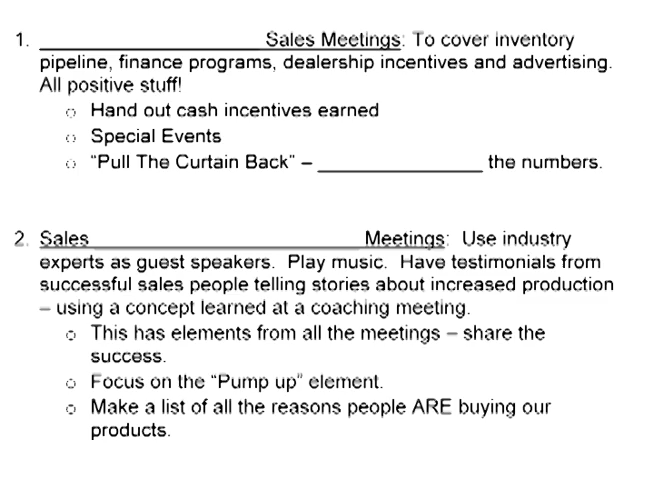 1. ____________________ Sales Meetings: To cover inventory
pipeline, finance programs, dealership incentives and advertising.
All positive stuff!
o Hand out cash incentives earned
o Special Events
o "Pull The Curtain Back" – _______________ the numbers.
2. Sales_________________________Meetings: Use industry
experts as guest speakers. Play music. Have testimonials from
successful sales people telling stories about increased production
– using a concept learned at a coaching meeting.
o This has elements from all the meetings – share the
success.
o Focus on the "Pump up" element.
o Make a list of all the reasons people ARE buying our
products.